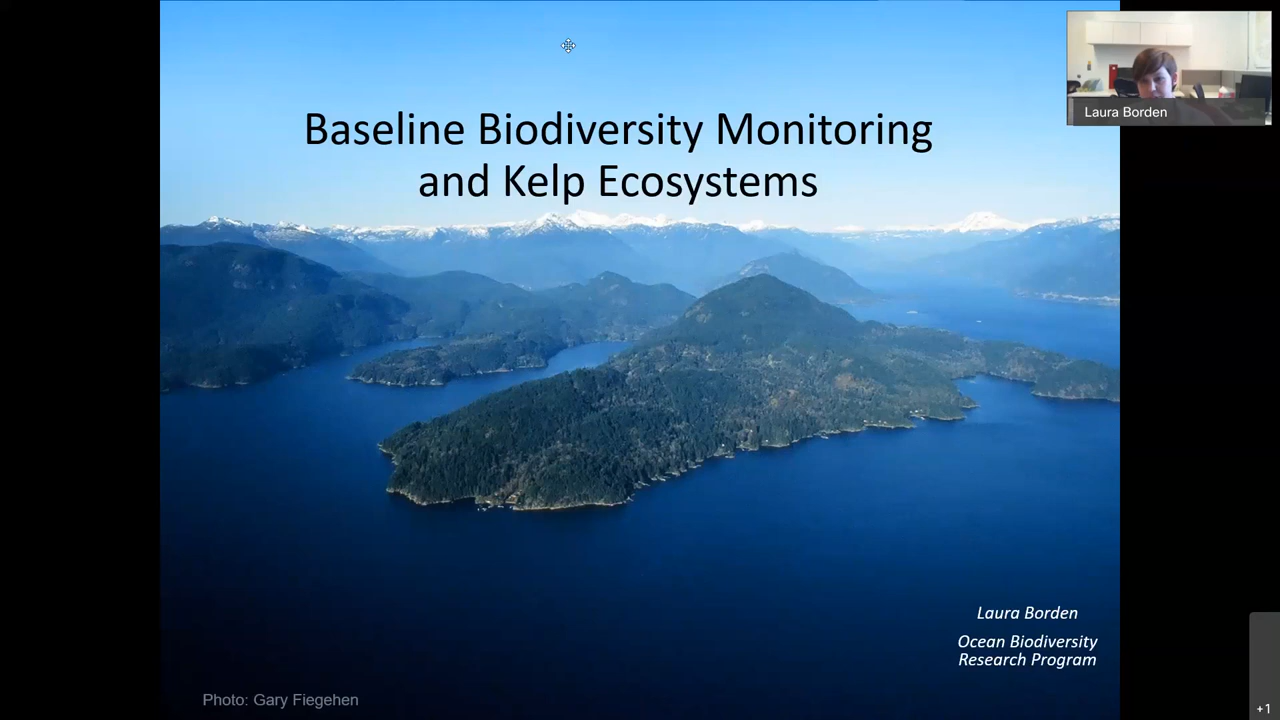 Baseline Biodiversity Monitoring
and Kelp Ecosystems
Laura Borden
Laura Borden
Ocean Biodiversity
Research Program
Photo: Gary Fiegehen
+1